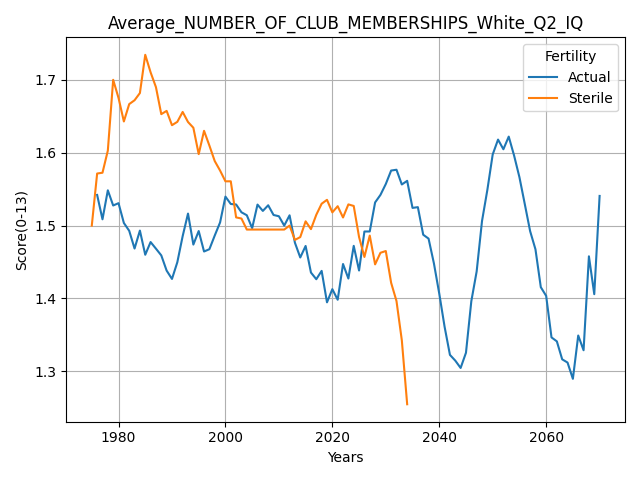 Average_NUMBER_OF_CLUB_MEMBERSHIPS_White_Q2_IQ
Fertility
Actual
Sterile
Score(0-13)
1.7
1.6
1.5
1.4
1.3
1980 2000 2020 2040 2060
Years